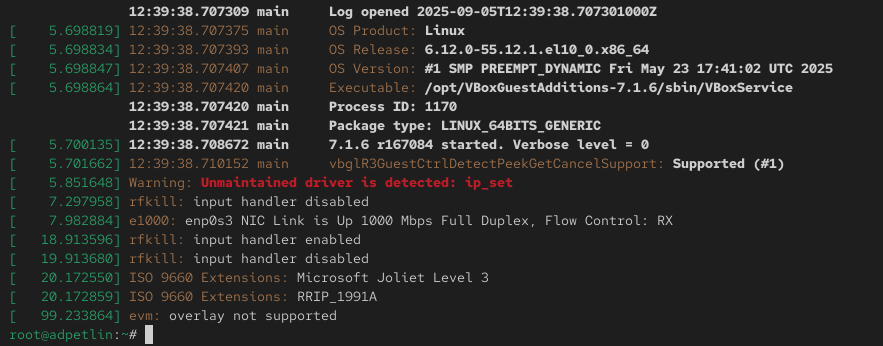 12:39:38.707309 main     Log opened 2025-09-05T12:39:38.707301000Z
[    5.698819] 12:39:38.707375 main     OS Product: Linux
[    5.698834] 12:39:38.707393 main     OS Release: 6.12.0-55.12.1.el10_0.x86_64
[    5.698847] 12:39:38.707407 main     OS Version: #1 SMP PREEMPT_DYNAMIC Fri May 23 17:41:02 UTC 2025
[    5.698864] 12:39:38.707420 main     Executable: /opt/VBoxGuestAdditions-7.1.6/sbin/VBoxService
12:39:38.707420 main     Process ID: 1170
12:39:38.707421 main     Package type: LINUX_64BITS_GENERIC
[    5.700135] 12:39:38.708672 main     7.1.6 r167084 started. Verbose level = 0
[    5.701662] 12:39:38.710152 main     vbglR3GuestCtrlDetectPeekGetCancelSupport: Supported (#1)
[    5.851648] Warning: Unmaintained driver is detected: ip_set
[    7.297958] rfkill: input handler disabled
[    7.982884] e1000: enp0s3 NIC Link is Up 1000 Mbps Full Duplex, Flow Control: RX
[   18.913596] rfkill: input handler enabled
[   19.913680] rfkill: input handler disabled
[   20.172550] ISO 9660 Extensions: Microsoft Joliet Level 3
[   20.172859] ISO 9660 Extensions: RRIP_1991A
[   99.233864] evm: overlay not supported
root@adpetlin:~#